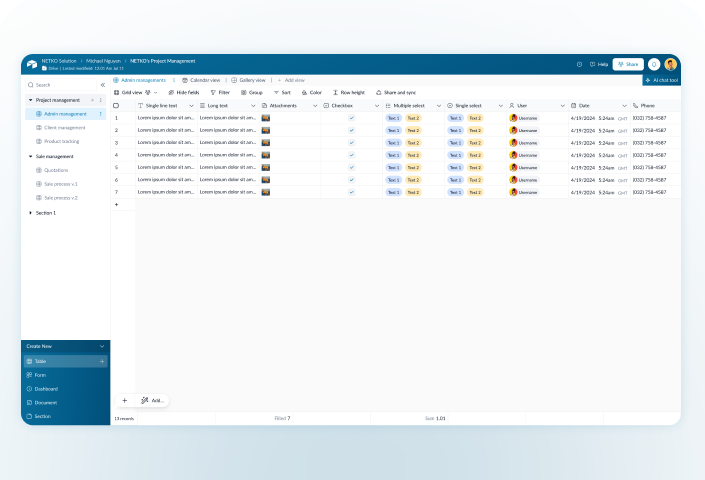 NETKO Solution > Michael Nguyen > NETKO's Project Management
Help
Share
AI chat tool
Search
Project management
Admin management
Client management
Product tracking
Sale management
Quotations
Sale process v.1
Sale process v.2
Section 1
Create New
Table
Form
Dashboard
Document
Section
Admin managements
Calendar view
Gallery view
+ Add view
Grid view
Hide fields
Filter
Group
Sort
Color
Row height
Share and sync
Single line text Long text Attachments Checkbox Multiple select Single select User Date Phone
1 Lorem ipsum dolor sit am... Lorem ipsum dolor sit am... Text 1 Text 2 Text 1 Text 2 Username 4/19/2024 5:24am GMT (032) 758-4587
2 Lorem ipsum dolor sit am... Lorem ipsum dolor sit am... Text 1 Text 2 Text 1 Text 2 Username 4/19/2024 5:24am GMT (032) 758-4587
3 Lorem ipsum dolor sit am... Lorem ipsum dolor sit am... Text 1 Text 2 Text 1 Text 2 Username 4/19/2024 5:24am GMT (032) 758-4587
4 Lorem ipsum dolor sit am... Lorem ipsum dolor sit am... Text 1 Text 2 Text 1 Text 2 Username 4/19/2024 5:24am GMT (032) 758-4587
5 Lorem ipsum dolor sit am... Lorem ipsum dolor sit am... Text 1 Text 2 Text 1 Text 2 Username 4/19/2024 5:24am GMT (032) 758-4587
6 Lorem ipsum dolor sit am... Lorem ipsum dolor sit am... Text 1 Text 2 Text 1 Text 2 Username 4/19/2024 5:24am GMT (032) 758-4587
7 Lorem ipsum dolor sit am... Lorem ipsum dolor sit am... Text 1 Text 2 Text 1 Text 2 Username 4/19/2024 5:24am GMT (032) 758-4587
+
+ Add...
records
Filled 7
Sum 1.01